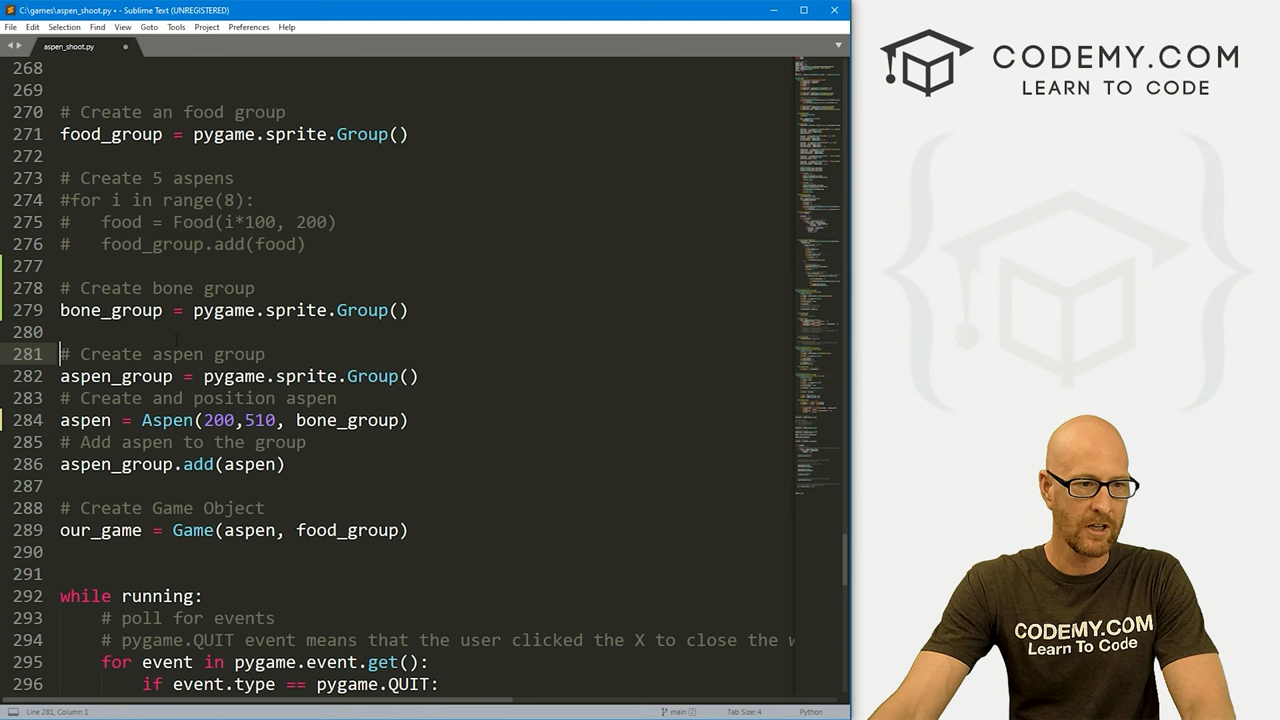 C:\games\aspen_shoot.py • - Sublime Text (UNREGISTERED)
File Edit Selection Find View Goto Tools Project Preferences Help
aspen_shoot.py
268
269
270 # Create an food group
271 food_group = pygame.sprite.Group()
272
273 # Create 5 aspens
274 #for i in range(8):
275 #   food = Food(i*100, 200)
276 #   food_group.add(food)
277
278 # Create bone group
279 bone_group = pygame.sprite.Group()
280
281 # Create aspen group
282 aspen_group = pygame.sprite.Group()
283 # Create and position aspen
284 aspen = Aspen(200,510, bone_group)
285 # Add aspen to the group
286 aspen_group.add(aspen)
287
288 # Create Game Object
289 our_game = Game(aspen, food_group)
290
291
292 while running:
293     # poll for events
294     # pygame.QUIT event means that the user clicked the X to close the w
295     for event in pygame.event.get():
296         if event.type == pygame.QUIT:
Line 281, Column 1
main
Tab Size: 4
Python
CODEMY.COM
LEARN TO CODE
CODEMY.COM
Learn To Code